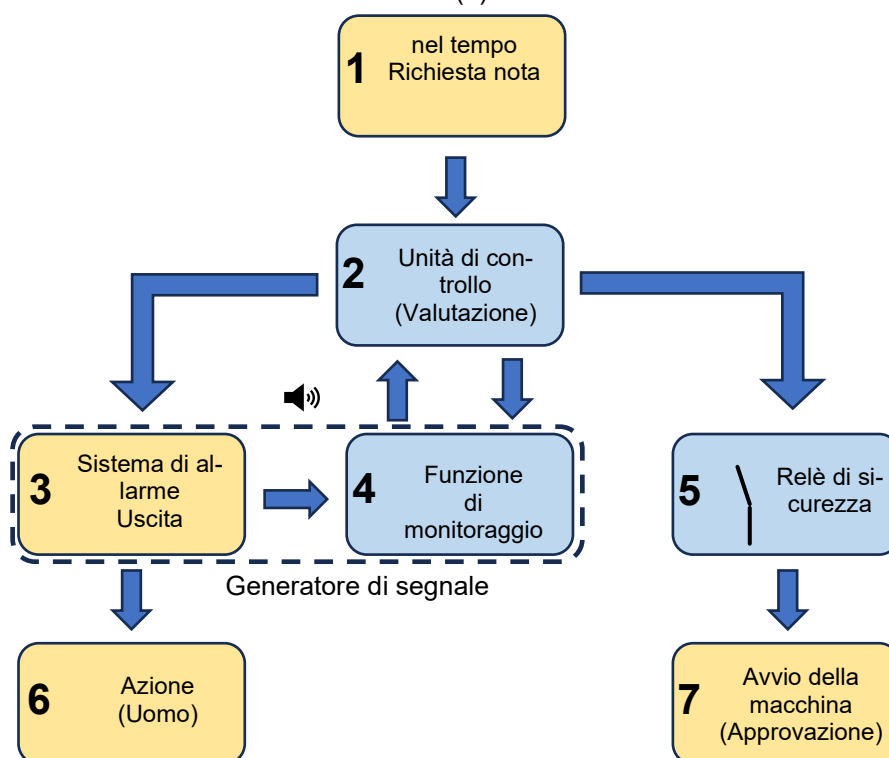 1
nel tempo
Richiesta nota
2
Unità di con-
trollo
(Valutazione)
3
Sistema di al-
larme
Uscita
4
Funzione
di
monitoraggio
5
Relè di si-
curezza
Generatore di segnale
6
Azione
(Uomo)
7
Avvio della
macchina
(Approvazione)